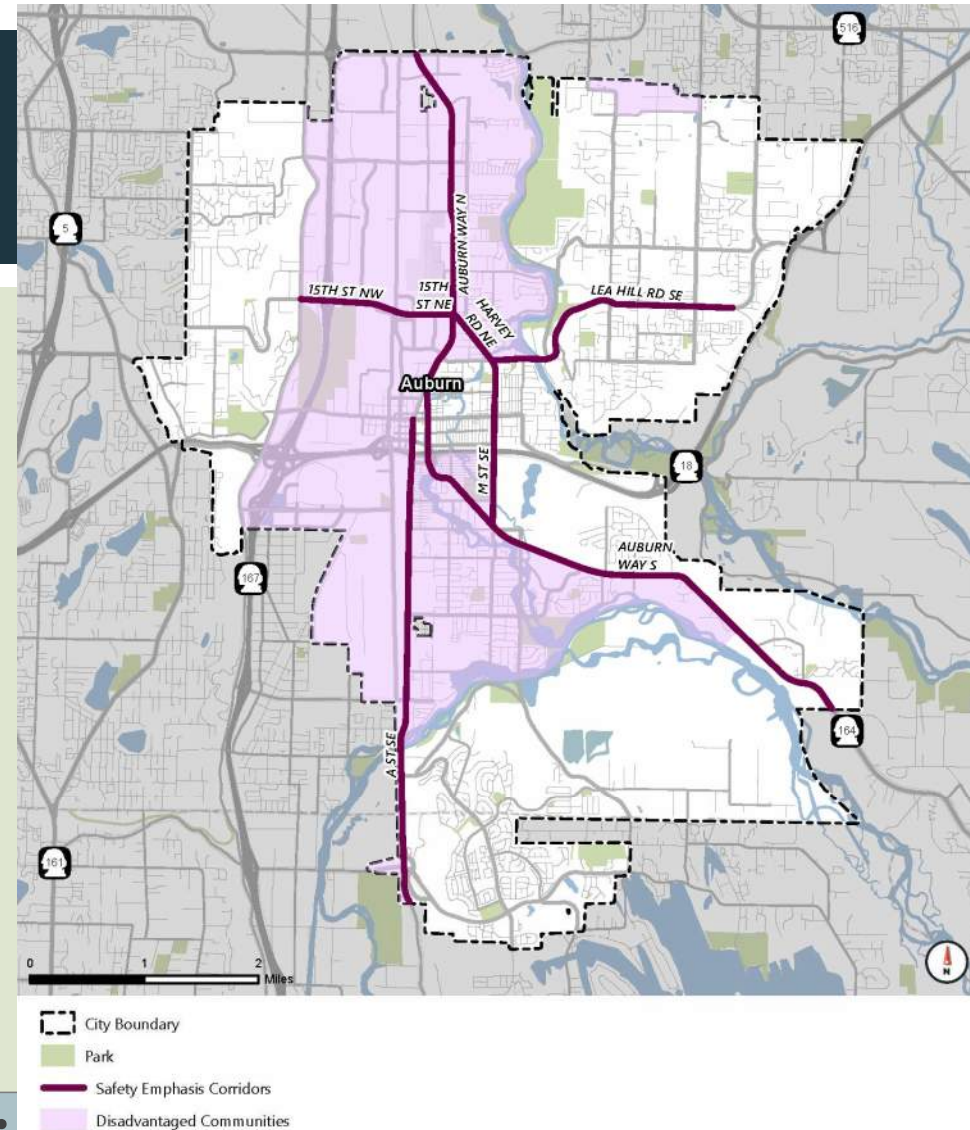 516
5
AUBURN WAY N
15TH ST NW
15TH
ST NE
HARVEY
RD NE
LEA HILL RD SE
Auburn
M ST SE
18
AUBURN
WAY S
167
A ST SE
164
161
0 1 2
Miles
N
City Boundary
Park
Safety Emphasis Corridors
Disadvantaged Communities